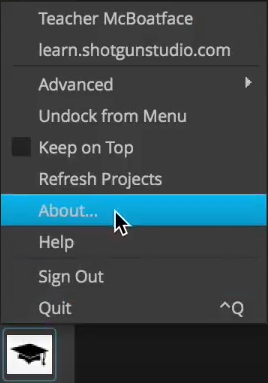 Teacher McBoatface
learn.shotgunstudio.com
Advanced
Undock from Menu
Keep on Top
Refresh Projects
About...
Help
Sign Out
Quit ^Q